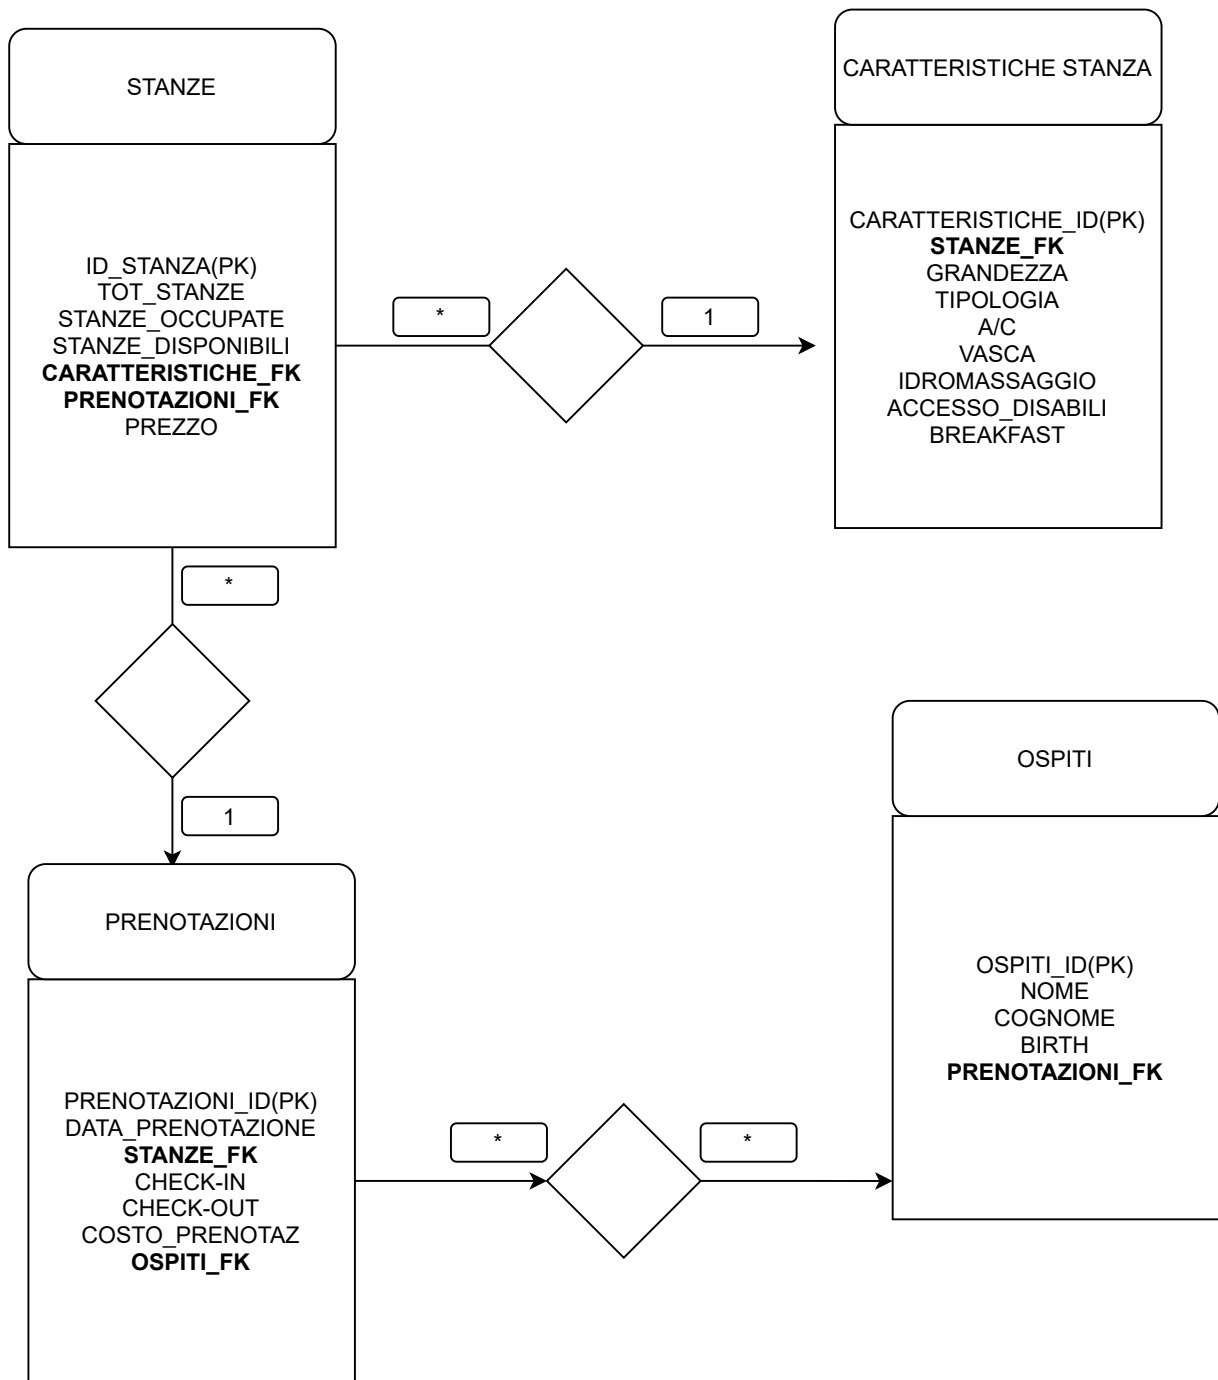 STANZE
ID_STANZA(PK)
TOT_STANZE
STANZE_OCCUPATE
STANZE_DISPONIBILI
CARATTERISTICHE_FK
PRENOTAZIONI_FK
PREZZO
*
1
CARATTERISTICHE STANZA
CARATTERISTICHE_ID(PK)
STANZE_FK
GRANDEZZA
TIPOLOGIA
A/C
VASCA
IDROMASSAGGIO
ACCESSO_DISABILI
BREAKFAST
*
1
PRENOTAZIONI
PRENOTAZIONI_ID(PK)
DATA_PRENOTAZIONE
STANZE_FK
CHECK-IN
CHECK-OUT
COSTO_PRENOTAZ
OSPITI_FK
*
*
OSPITI
OSPITI_ID(PK)
NOME
COGNOME
BIRTH
PRENOTAZIONI_FK